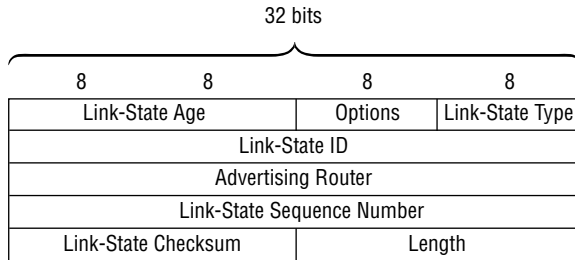 32 bits
8 8 8 8
Link-State Age Options Link-State Type
Link-State ID
Advertising Router
Link-State Sequence Number
Link-State Checksum Length